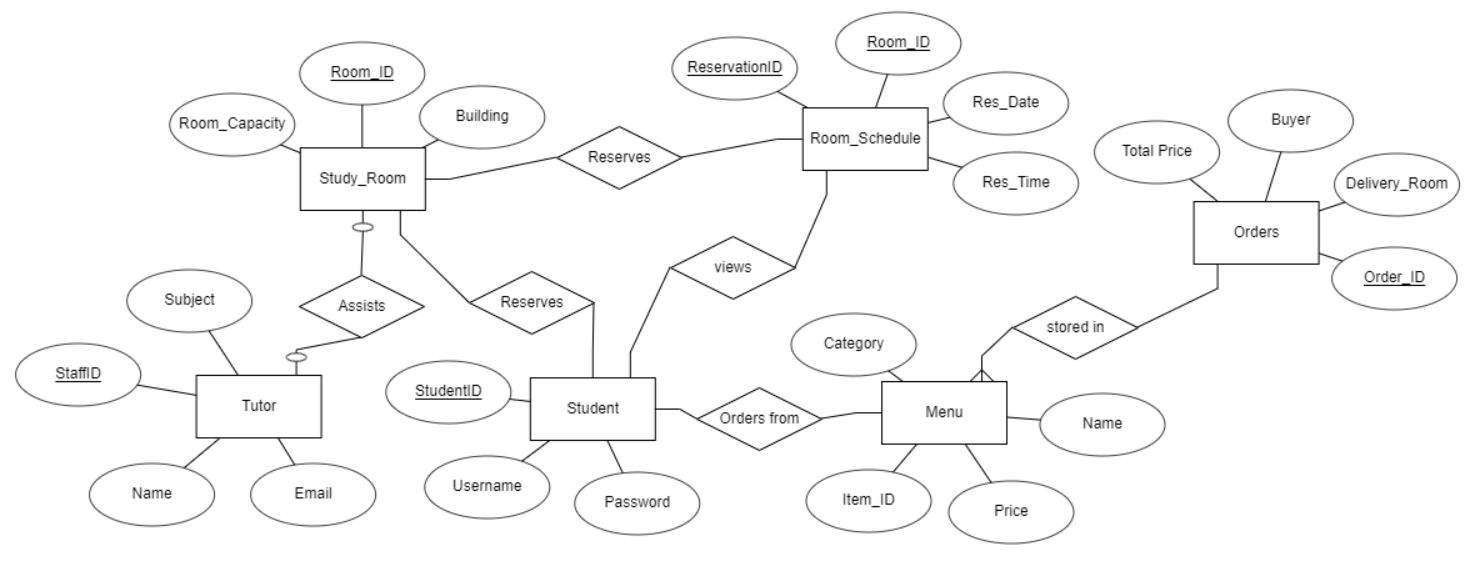 Room_ID
Room_Capacity
Building
Study_Room
Reserves
ReservationID
Room_ID
Res_Date
Room_Schedule
Res_Time
Buyer
Total Price
Delivery_Room
Orders
Order_ID
Subject
Assists
Reserves
views
stored in
StaffID
Tutor
Name
Email
StudentID
Student
Username
Password
Orders from
Category
Menu
Name
Item_ID
Price